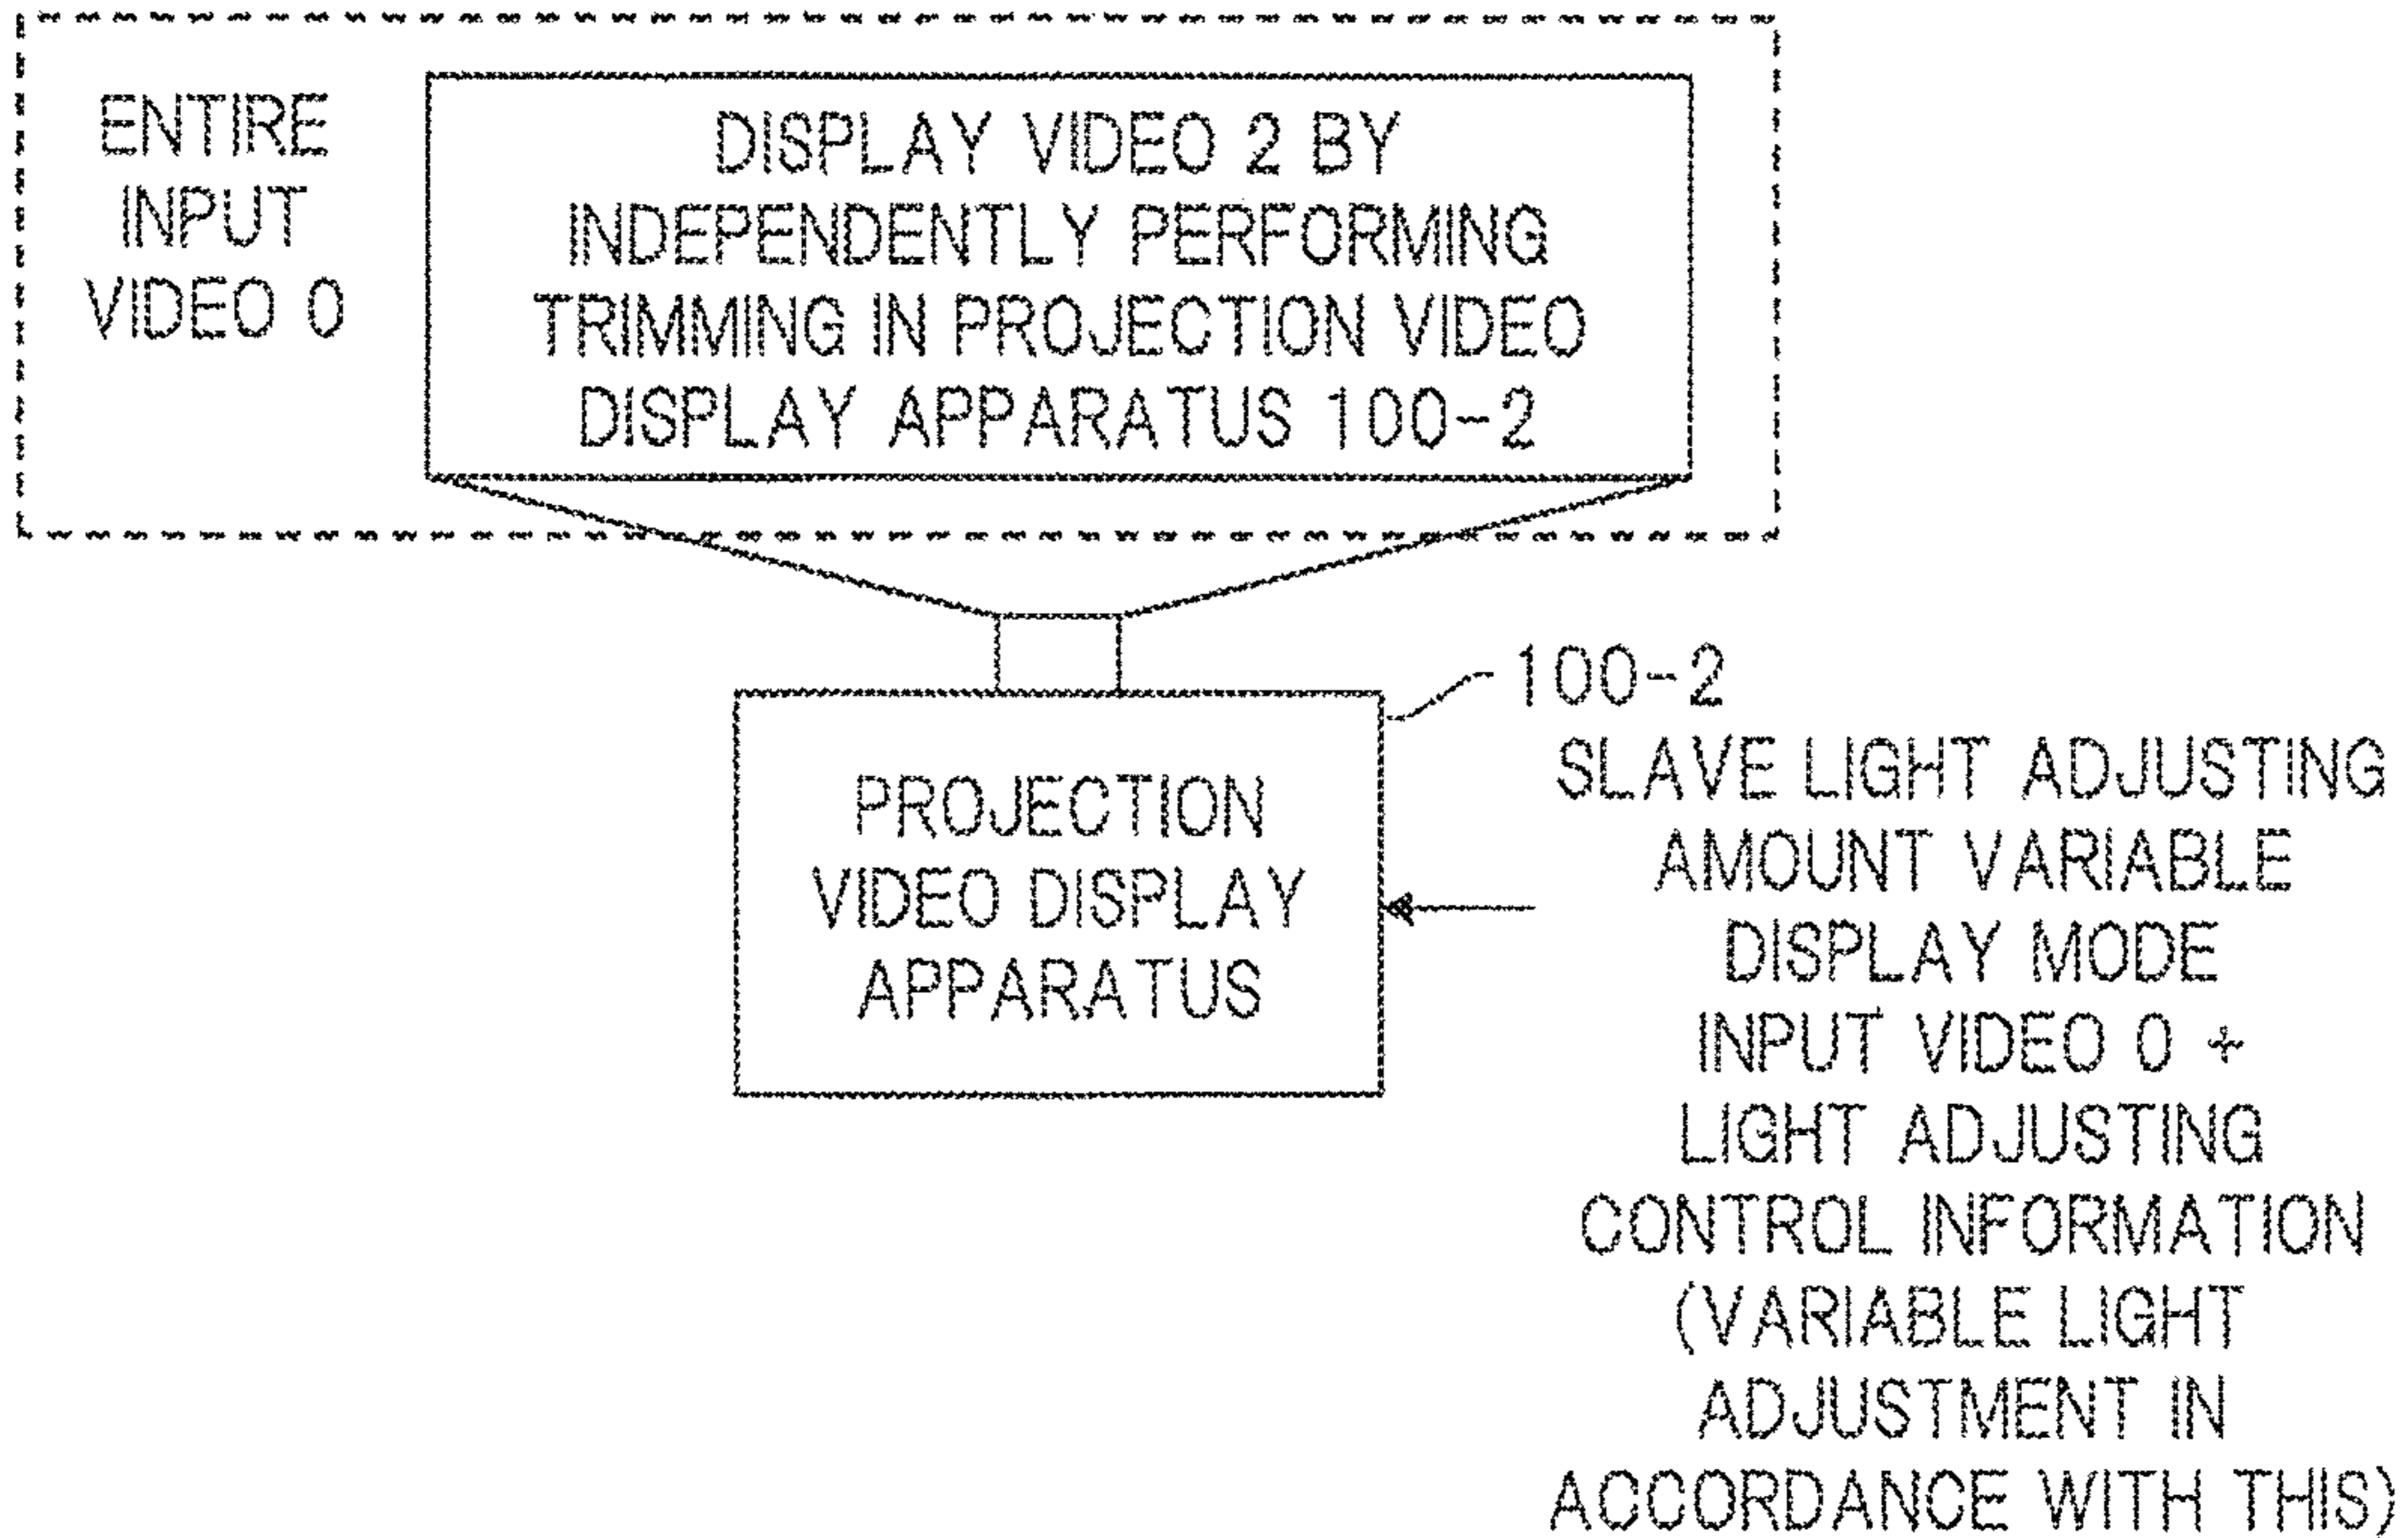 ENTIRE
INPUT
VIDEO 0
DISPLAY VIDEO 2 BY
INDEPENDENTLY PERFORMING
TRIMMING IN PROJECTION VIDEO
DISPLAY APPARATUS 100-2
100-2
PROJECTION
VIDEO DISPLAY
APPARATUS
SLAVE LIGHT ADJUSTING
AMOUNT VARIABLE
DISPLAY MODE
INPUT VIDEO 0 +
LIGHT ADJUSTING
CONTROL INFORMATION
(VARIABLE LIGHT
ADJUSTMENT IN
ACCORDANCE WITH THIS)